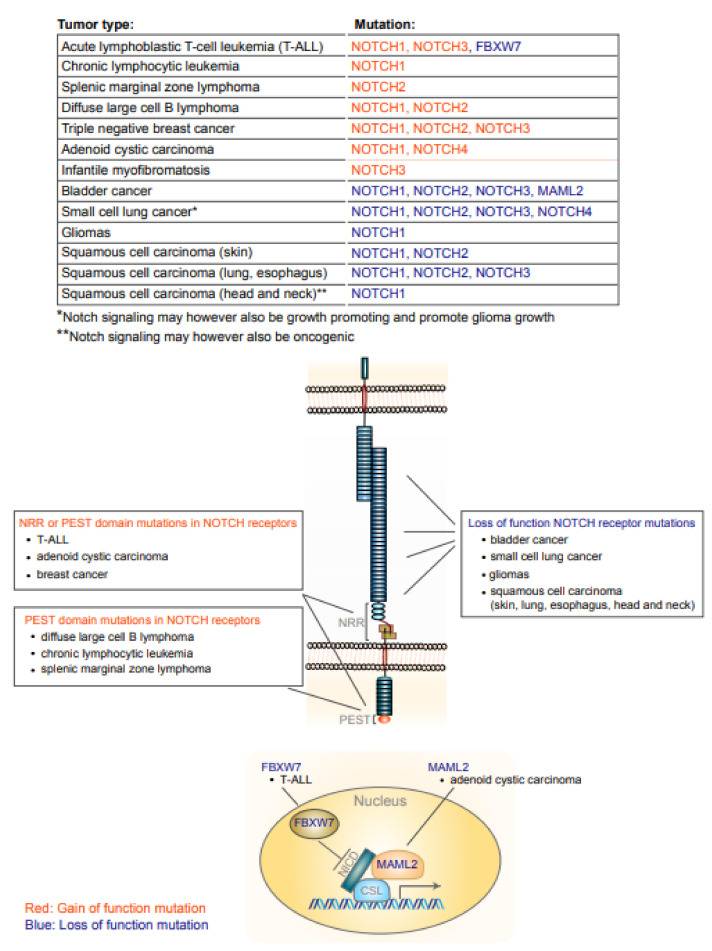 Tumor type: Mutation:
Acute lymphoblastic T-cell leukemia (T-ALL) NOTCH1, NOTCH3, FBXW7
Chronic lymphocytic leukemia NOTCH1
Splenic marginal zone lymphoma NOTCH2
Diffuse large cell B lymphoma NOTCH1, NOTCH2
Triple negative breast cancer NOTCH1, NOTCH2, NOTCH3
Adenoid cystic carcinoma NOTCH1, NOTCH4
Infantile myofibromatosis NOTCH3
Bladder cancer NOTCH1, NOTCH2, NOTCH3, MAML2
Small cell lung cancer* NOTCH1, NOTCH2, NOTCH3, NOTCH4
Gliomas NOTCH1
Squamous cell carcinoma (skin) NOTCH1, NOTCH2
Squamous cell carcinoma (lung, esophagus) NOTCH1, NOTCH2, NOTCH3
Squamous cell carcinoma (head and neck)** NOTCH1
*Notch signaling may however also be growth promoting and promote glioma growth
**Notch signaling may however also be oncogenic
NRR or PEST domain mutations in NOTCH receptors
• T-ALL
• adenoid cystic carcinoma
• breast cancer
Loss of function NOTCH receptor mutations
• bladder cancer
• small cell lung cancer
• gliomas
• squamous cell carcinoma
(skin, lung, esophagus, head and neck)
PEST domain mutations in NOTCH receptors
• diffuse large cell B lymphoma
• chronic lymphocytic leukemia
• splenic marginal zone lymphoma
NRR
PEST
FBXW7
• T-ALL
MAML2
• adenoid cystic carcinoma
Nucleus
FBXW7
NICD
MAML2
CSL
Red: Gain of function mutation
Blue: Loss of function mutation